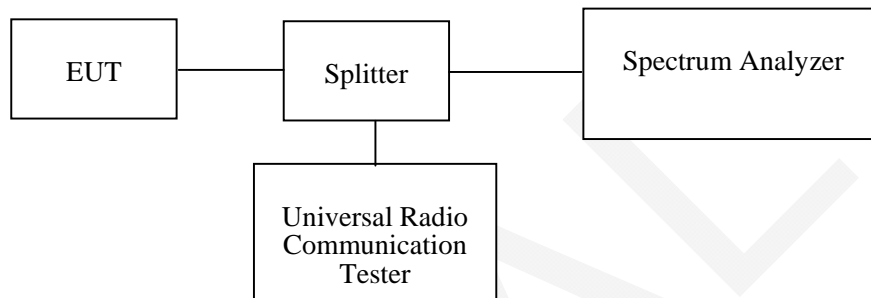 EUT
Splitter
Spectrum Analyzer
Universal Radio
Communication
Tester